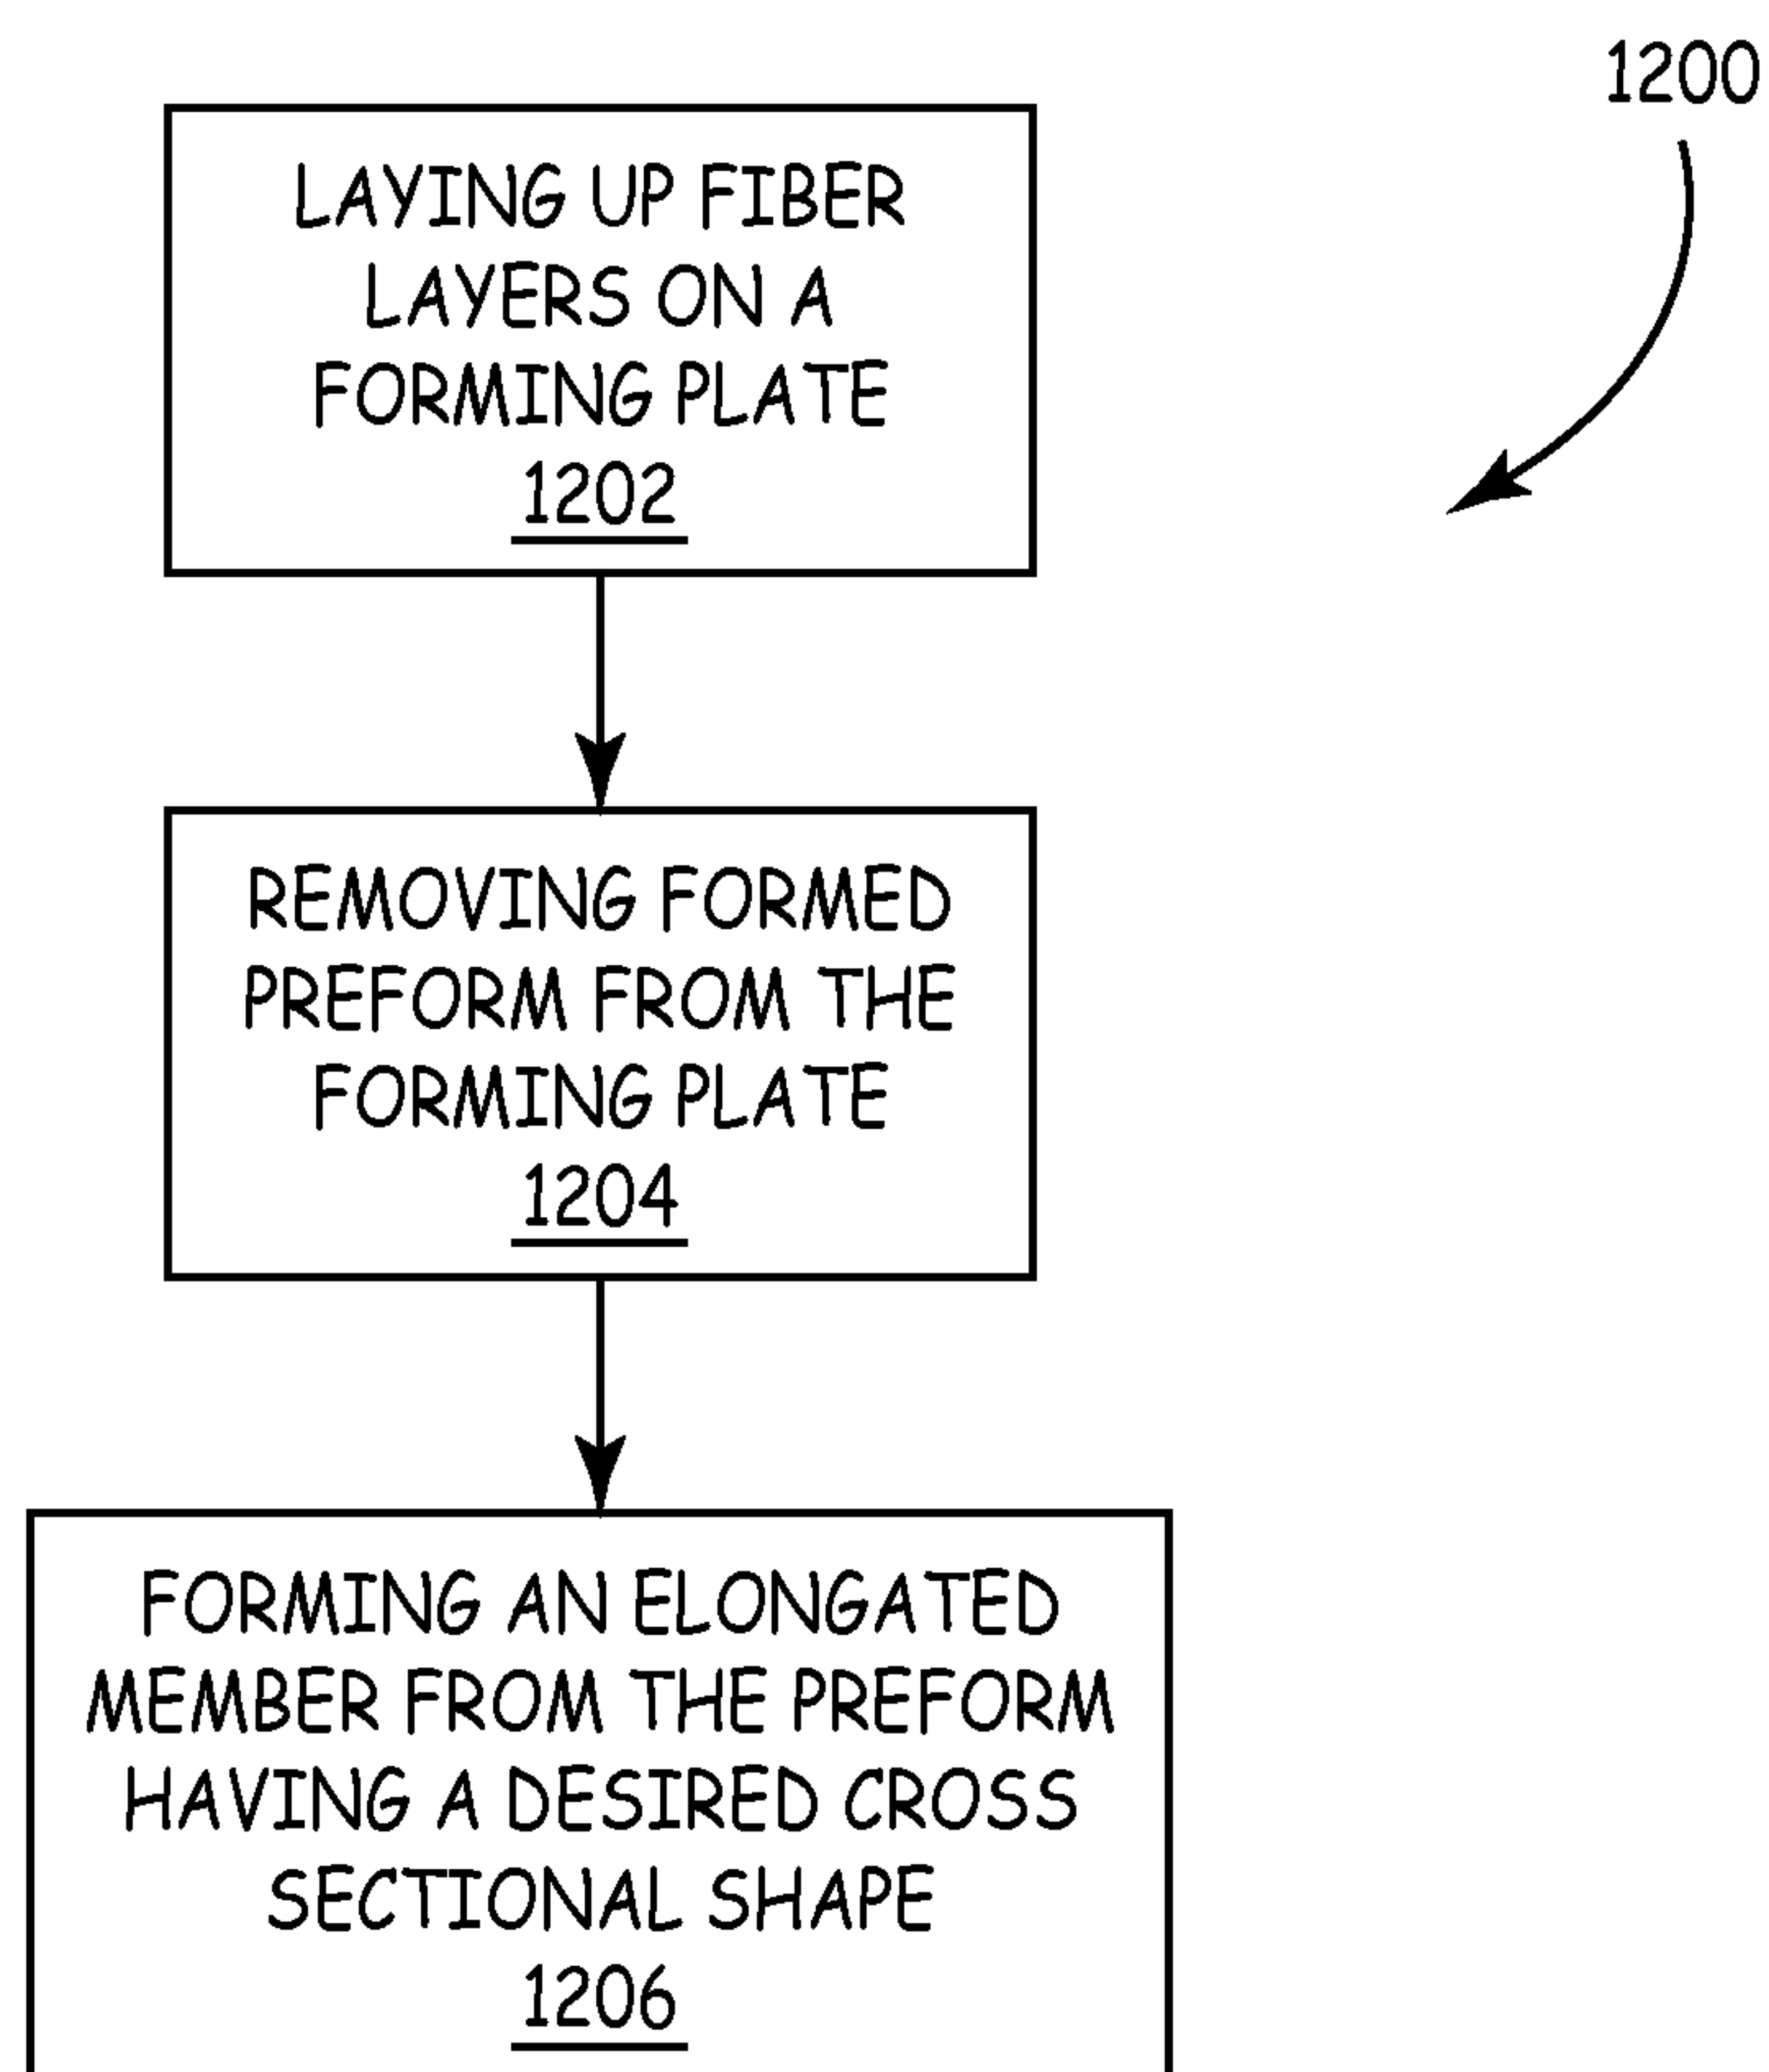 1200
LAYING UP FIBER
LAYERS ON A
FORMING PLATE
1202
REMOVING FORMED
PREFORM FROM THE
FORMING PLATE
1204
FORMING AN ELONGATED
MEMBER FROM THE PREFORM
HAVING A DESIRED CROSS
SECTIONAL SHAPE
1206